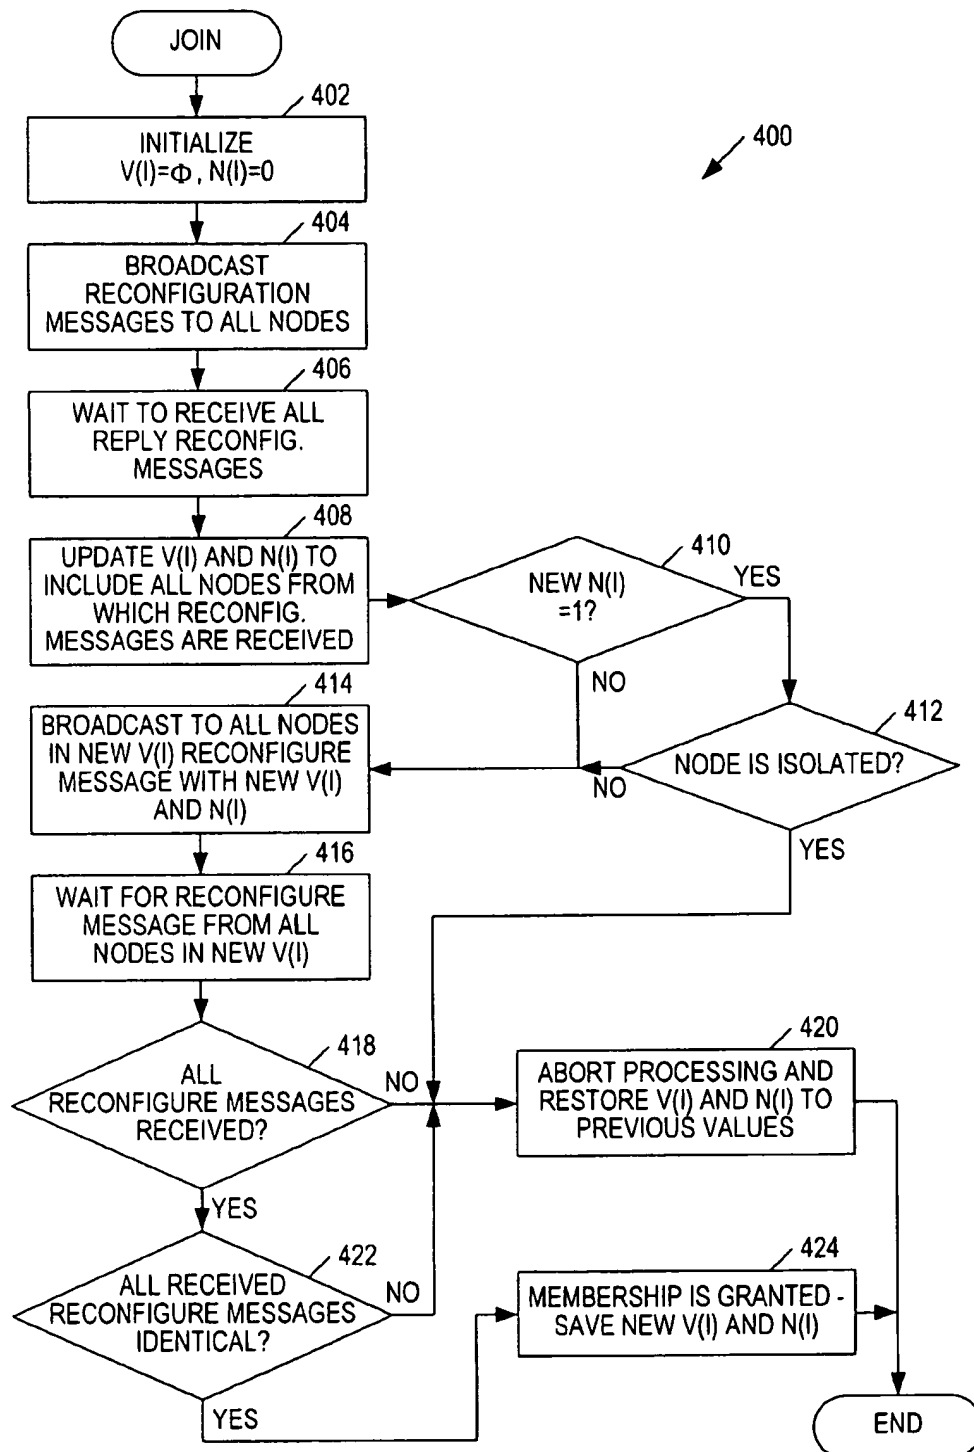 JOIN
402
INITIALIZE
V(I)=Φ, N(I)=0
400
404
BROADCAST
RECONFIGURATION
MESSAGES TO ALL NODES
406
WAIT TO RECEIVE ALL
REPLY RECONFIG.
MESSAGES
408
UPDATE V(I) AND N(I) TO
INCLUDE ALL NODES FROM
WHICH RECONFIG.
MESSAGES ARE RECEIVED
410
NEW N(I)
=1?
YES
NO
412
NODE IS ISOLATED?
NO
YES
414
BROADCAST TO ALL NODES
IN NEW V(I) RECONFIGURE
MESSAGE WITH NEW V(I)
AND N(I)
416
WAIT FOR RECONFIGURE
MESSAGE FROM ALL
NODES IN NEW V(I)
418
ALL
RECONFIGURE MESSAGES
RECEIVED?
NO
YES
420
ABORT PROCESSING AND
RESTORE V(I) AND N(I) TO
PREVIOUS VALUES
422
ALL RECEIVED
RECONFIGURE MESSAGES
IDENTICAL?
NO
YES
424
MEMBERSHIP IS GRANTED -
SAVE NEW V(I) AND N(I)
END